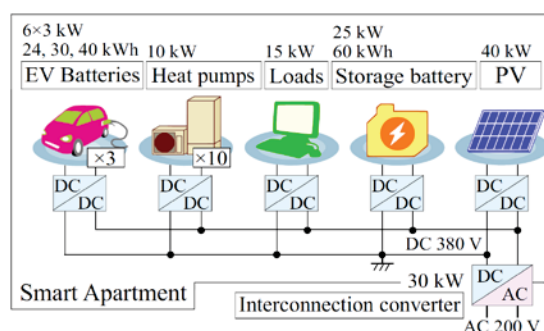 6×3 kW
24, 30, 40 kWh
EV Batteries
10 kW
Heat pumps
15 kW
Loads
25 kW
60 kWh
Storage battery
40 kW
PV
×3
×10
DC
DC
DC
DC
DC
DC
DC
DC
DC
DC
DC 380 V
Smart Apartment
30 kW
Interconnection converter
DC
AC
AC 200 V